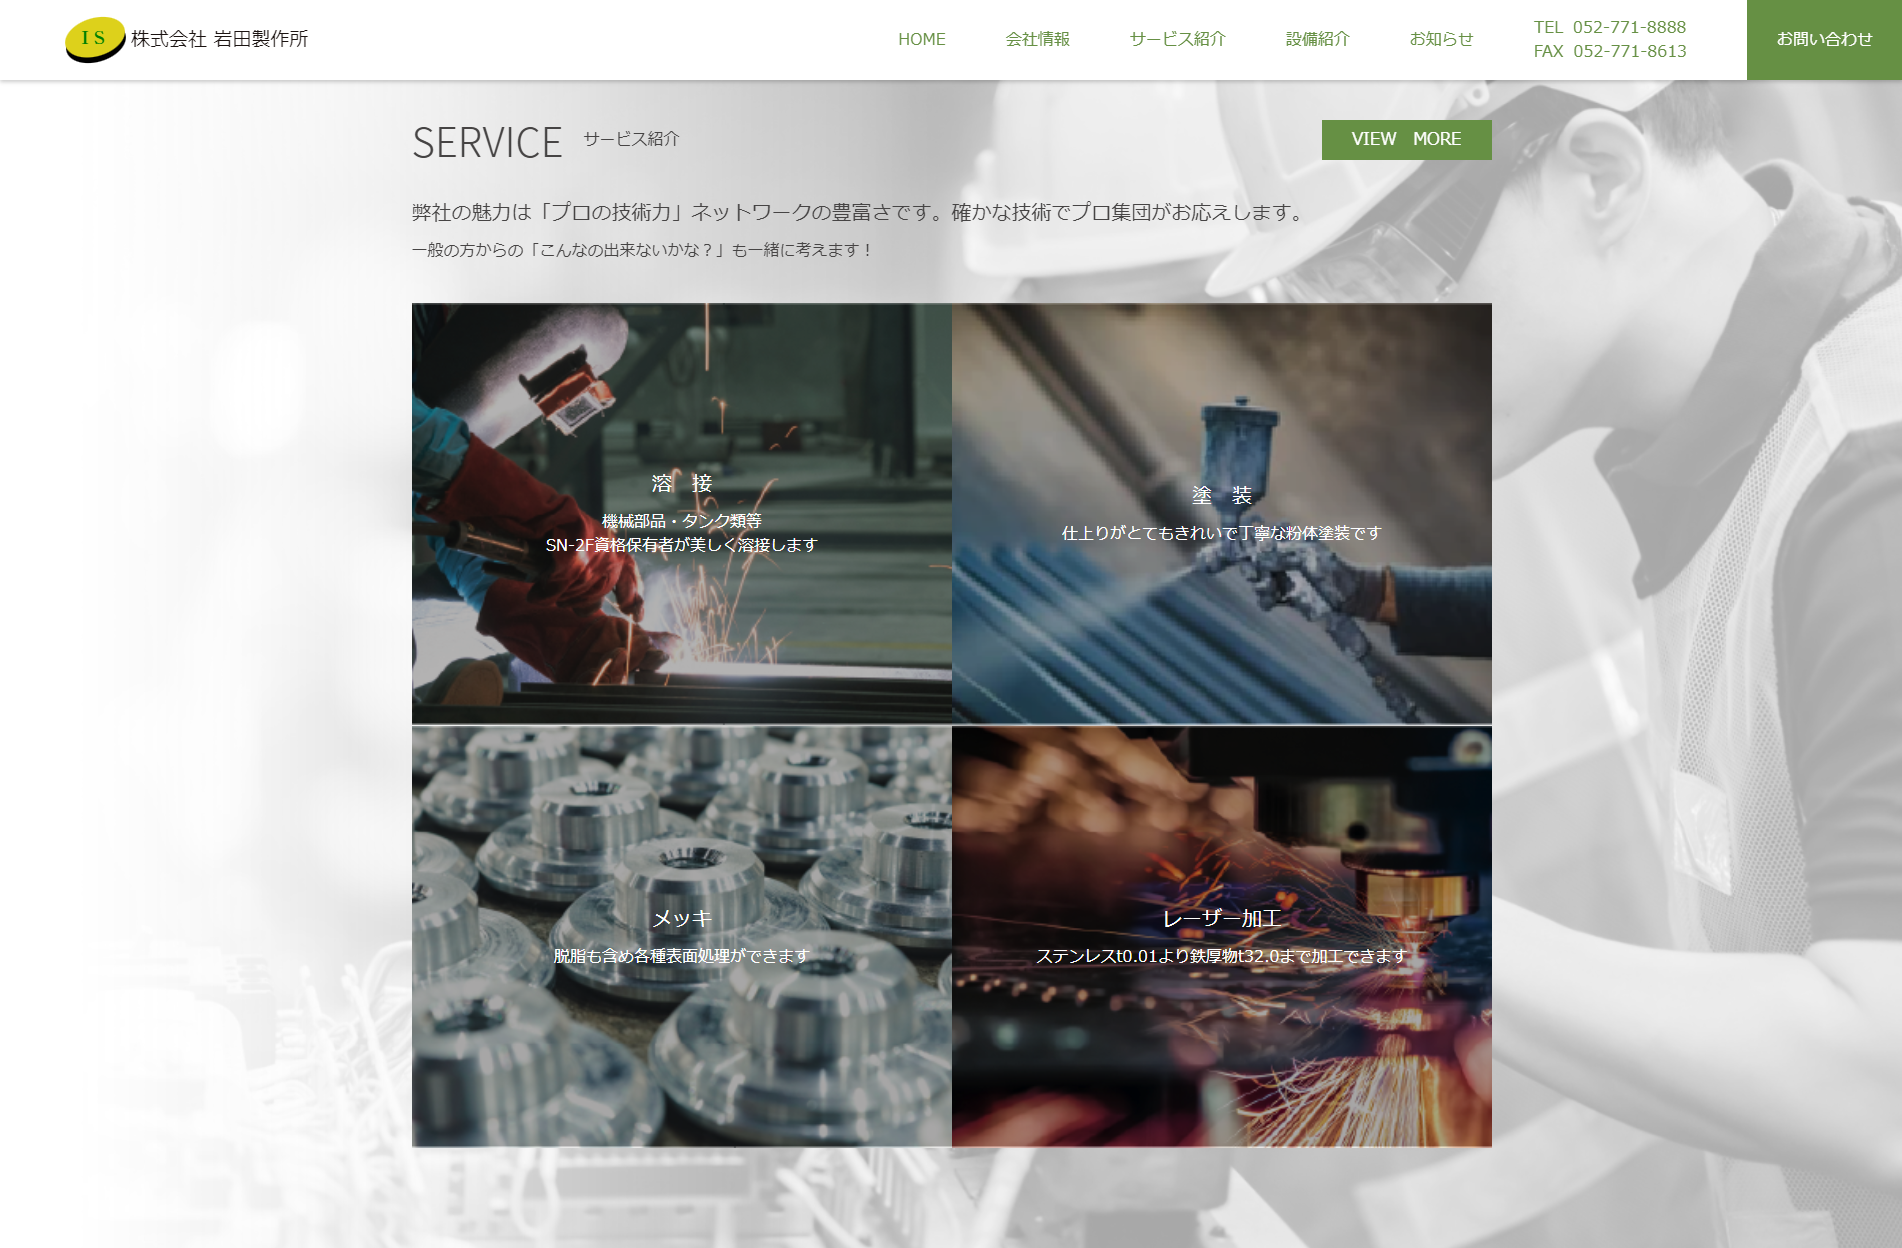 I S
株式会社 岩田製作所
HOME
会社情報
サービス紹介
設備紹介
お知らせ
TEL 052-771-8888
FAX 052-771-8613
お問い合わせ
SERVICE サービス紹介
VIEW MORE
弊社の魅力は「プロの技術力」ネットワークの豊富さです。確かな技術でプロ集団がお応えします。
一般の方からの「こんなの出来ないかな？」も一緒に考えます！
溶　接
機械部品・タンク類等
SN-2F資格保有者が美しく溶接します
塗　装
仕上りがとてもきれいで丁寧な粉体塗装です
メッキ
脱脂も含め各種表面処理ができます
レーザー加工
ステンレスt0.01より鉄厚物t32.0まで加工できます